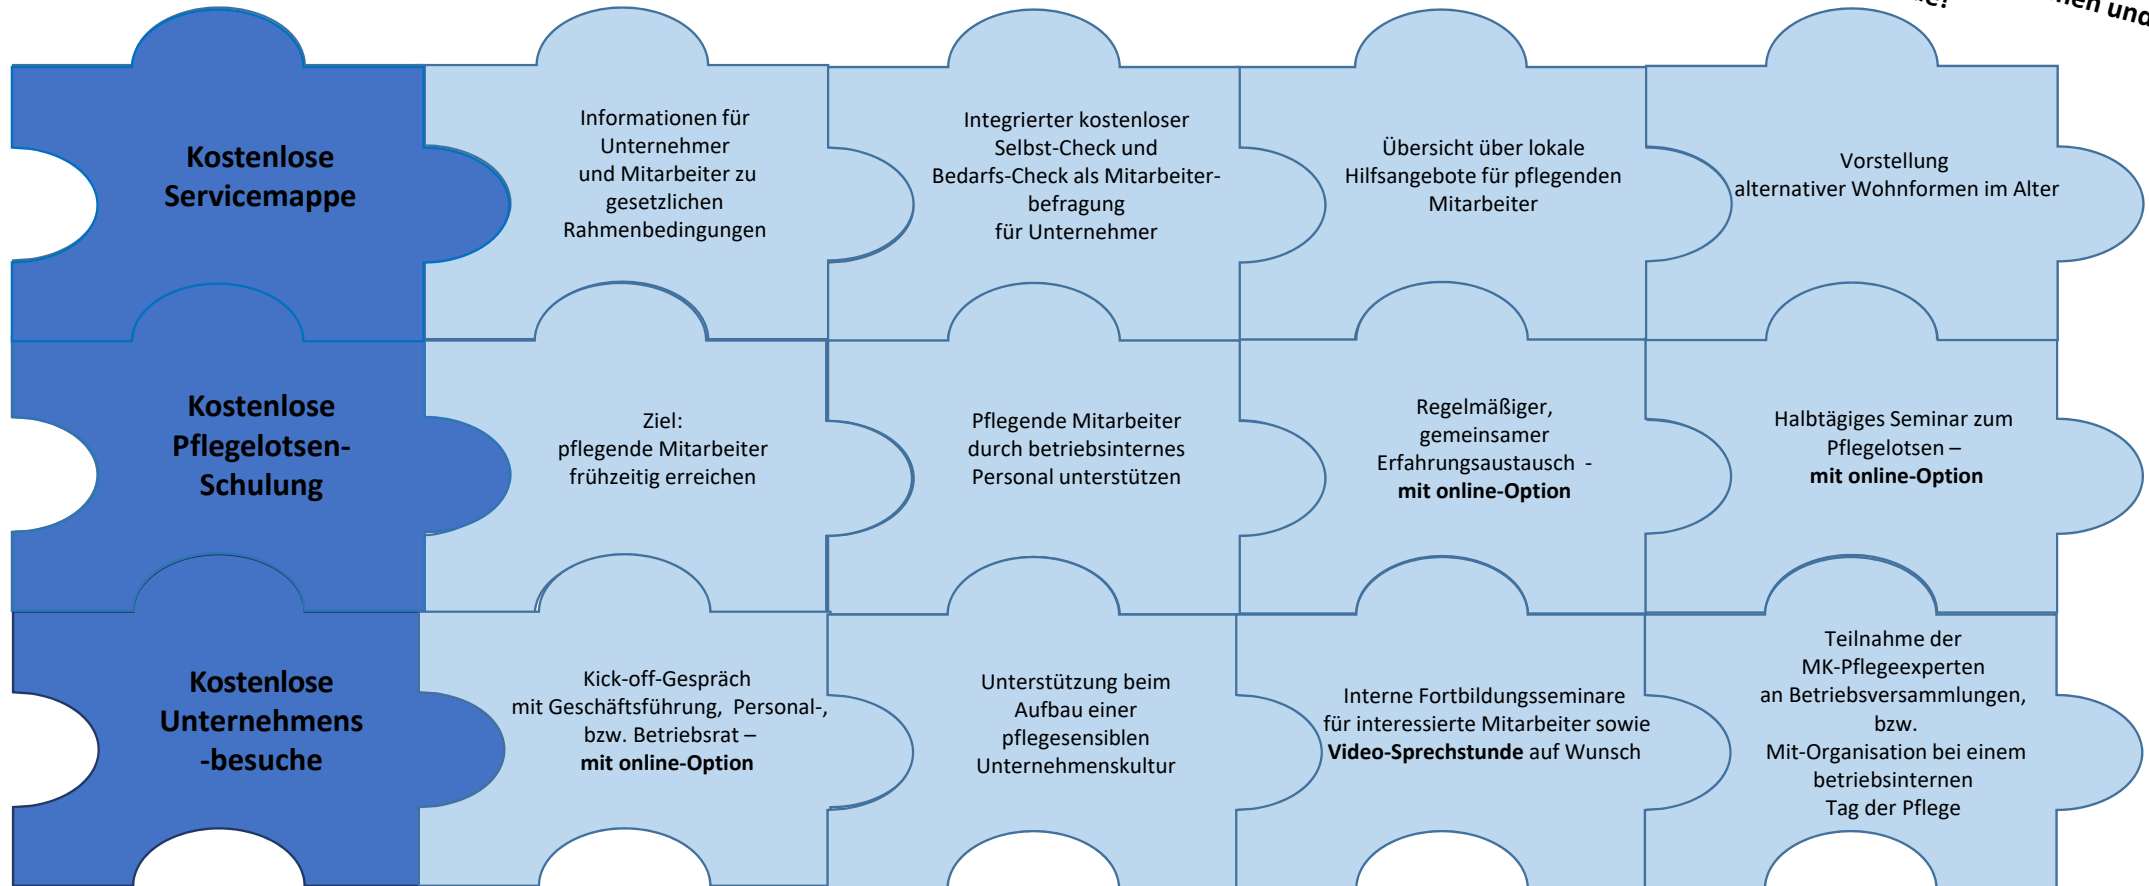 und
Kostenlose
Servicemappe
Informationen für
Unternehmer
und Mitarbeiter zu
gesetzlichen
Rahmenbedingungen
Integrierter kostenloser
Selbst-Check und
Bedarfs-Check als Mitarbeiter-
befragung
für Unternehmer
Übersicht über lokale
Hilfsangebote für pflegenden
Mitarbeiter
Vorstellung
alternativer Wohnformen im Alter
Kostenlose
Pflegelotsen-
Schulung
Ziel:
pflegende Mitarbeiter
frühzeitig erreichen
Pflegende Mitarbeiter
durch betriebsinternes
Personal unterstützen
Regelmäßiger,
gemeinsamer
Erfahrungsaustausch -
mit online-Option
Halbtägiges Seminar zum
Pflegelotsen –
mit online-Option
Kostenlose
Unternehmens
-besuche
Kick-off-Gespräch
mit Geschäftsführung, Personal-,
bzw. Betriebsrat –
mit online-Option
Unterstützung beim
Aufbau einer
pflegesensiblen
Unternehmenskultur
Interne Fortbildungsseminare
für interessierte Mitarbeiter sowie
Video-Sprechstunde auf Wunsch
Teilnahme der
MK-Pflegeexperten
an Betriebsversammlungen,
bzw.
Mit-Organisation bei einem
betriebsinternen
Tag der Pflege